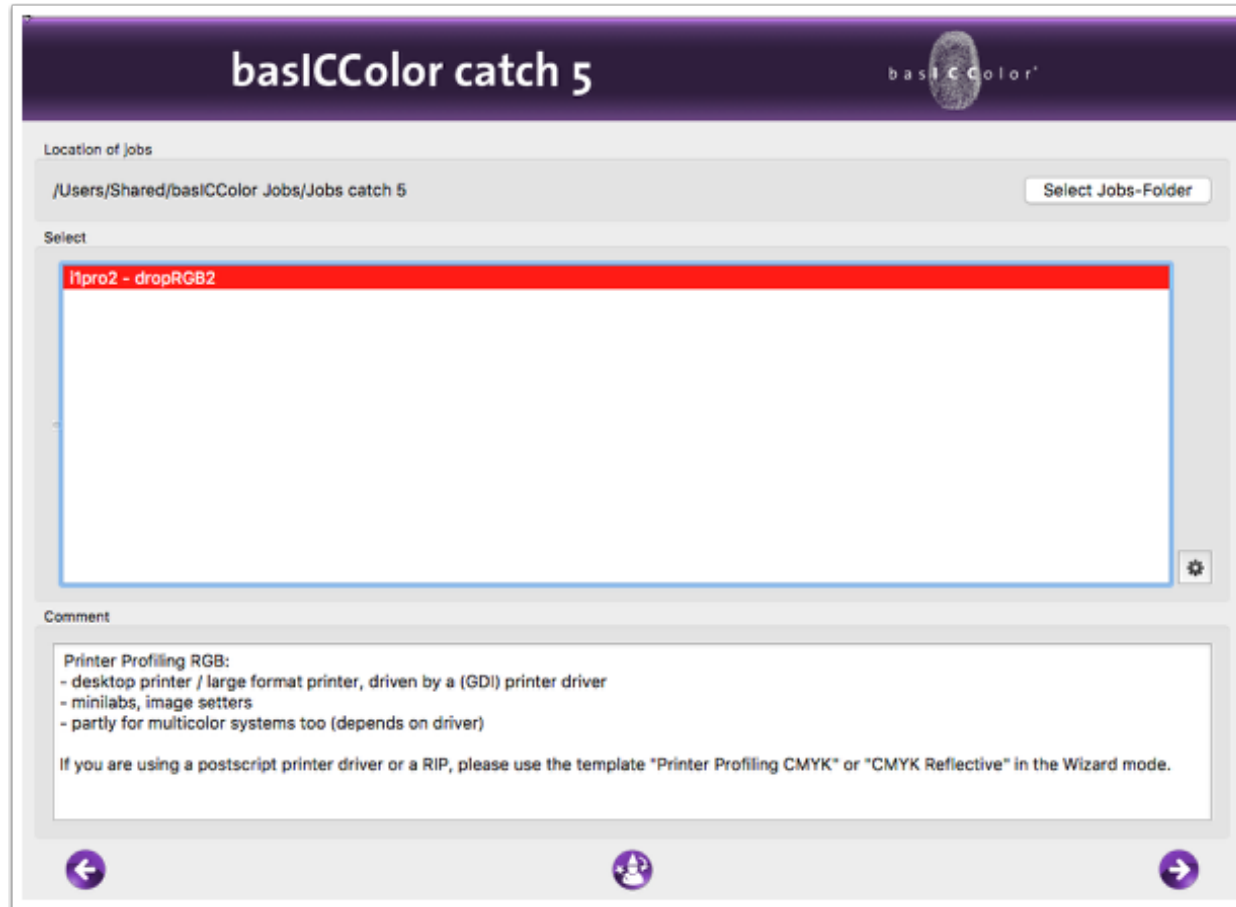 basICColor catch 5
basICColor
Location of jobs
/Users/Shared/basICColor Jobs/Jobs catch 5
Select Jobs-Folder
Select
i1pro2 - dropRGB2
Comment
Printer Profiling RGB:
- desktop printer / large format printer, driven by a (GDI) printer driver
- minilabs, image setters
- partly for multicolor systems too (depends on driver)
If you are using a postscript printer driver or a RIP, please use the template "Printer Profiling CMYK" or "CMYK Reflective" in the Wizard mode.